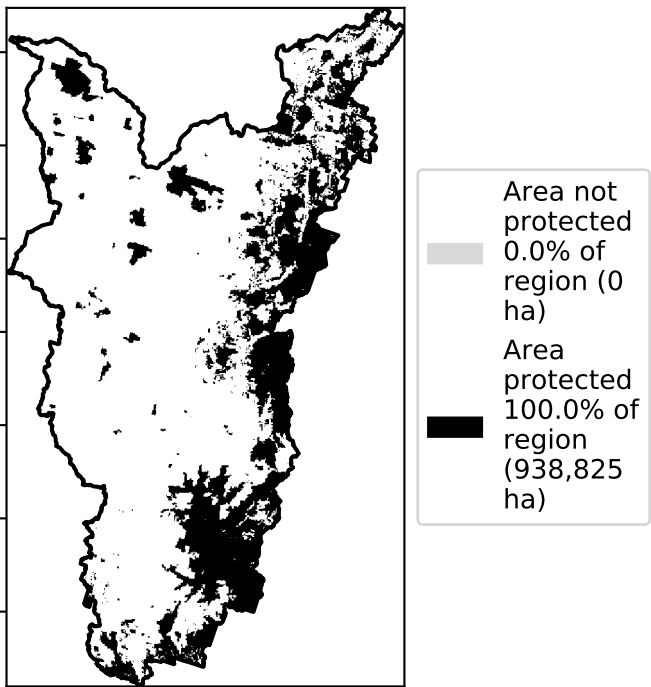 Area not
protected
0.0% of
region (0
ha)
Area
protected
100.0% of
region
(938,825
ha)